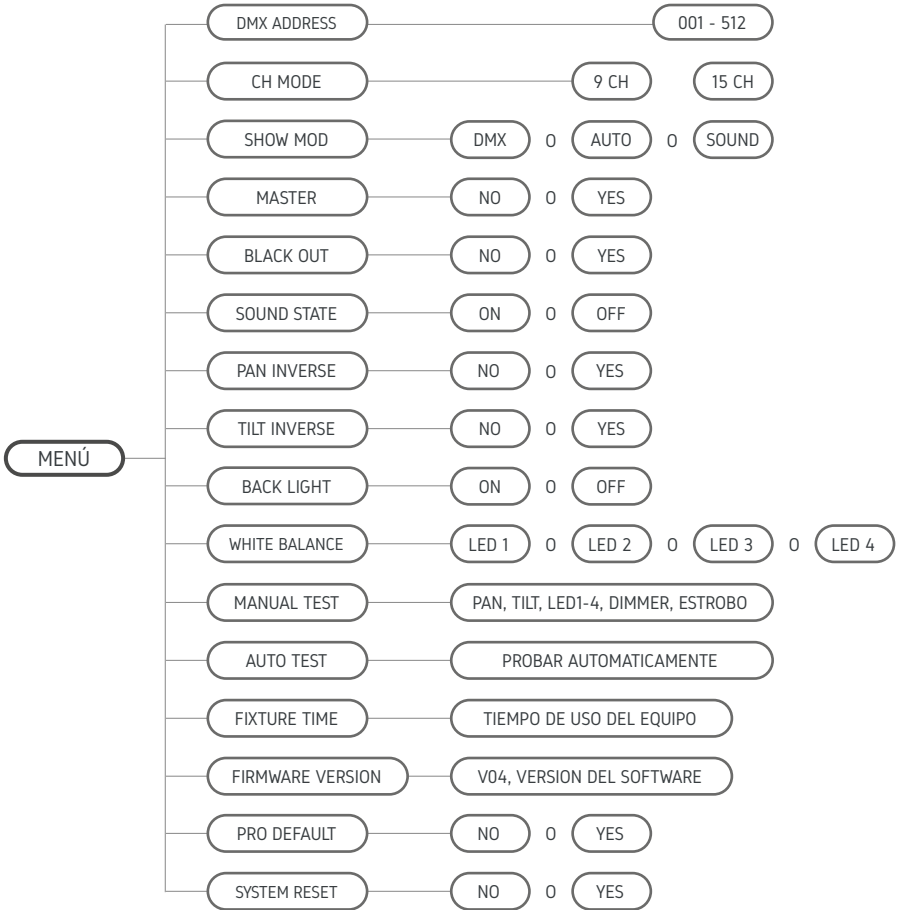 DMX ADDRESS 001 - 512
CH MODE 9 CH 15 CH
SHOW MOD DMX O AUTO O SOUND
MASTER NO O YES
BLACK OUT NO O YES
SOUND STATE ON O OFF
PAN INVERSE NO O YES
TILT INVERSE NO O YES
MENÚ
BACK LIGHT ON O OFF
WHITE BALANCE LED 1 O LED 2 O LED 3 O LED 4
MANUAL TEST PAN, TILT, LED1-4, DIMMER, ESTROBO
AUTO TEST PROBAR AUTOMATICAMENTE
FIXTURE TIME TIEMPO DE USO DEL EQUIPO
FIRMWARE VERSION V04, VERSION DEL SOFTWARE
PRO DEFAULT NO O YES
SYSTEM RESET NO O YES